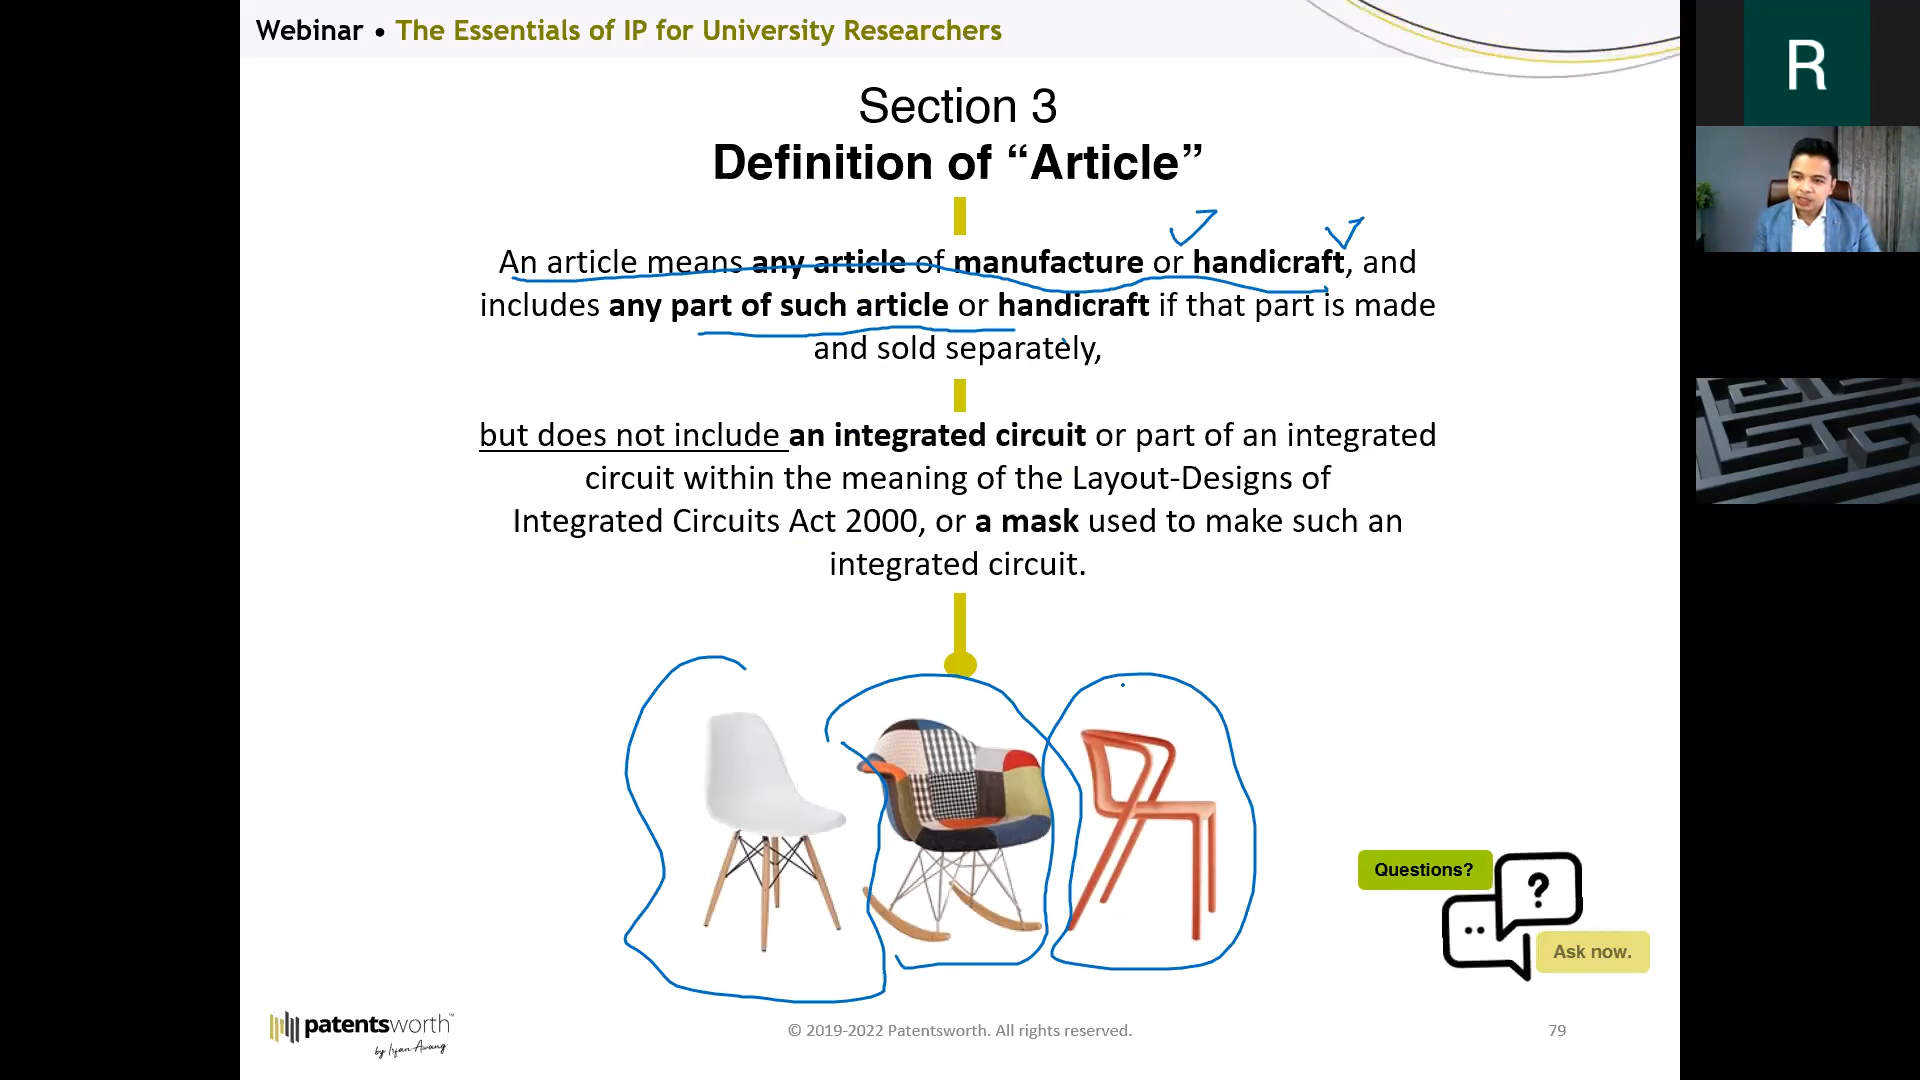 Webinar • The Essentials of IP for University Researchers
R
Section 3
Definition of “Article”
An article means any article of manufacture or handicraft, and
includes any part of such article or handicraft if that part is made
and sold separately,
but does not include an integrated circuit or part of an integrated
circuit within the meaning of the Layout-Designs of
Integrated Circuits Act 2000, or a mask used to make such an
integrated circuit.
Questions?
?
Ask now.
patentsworth™
by Irfan Awang
© 2019-2022 Patentsworth. All rights reserved.
79